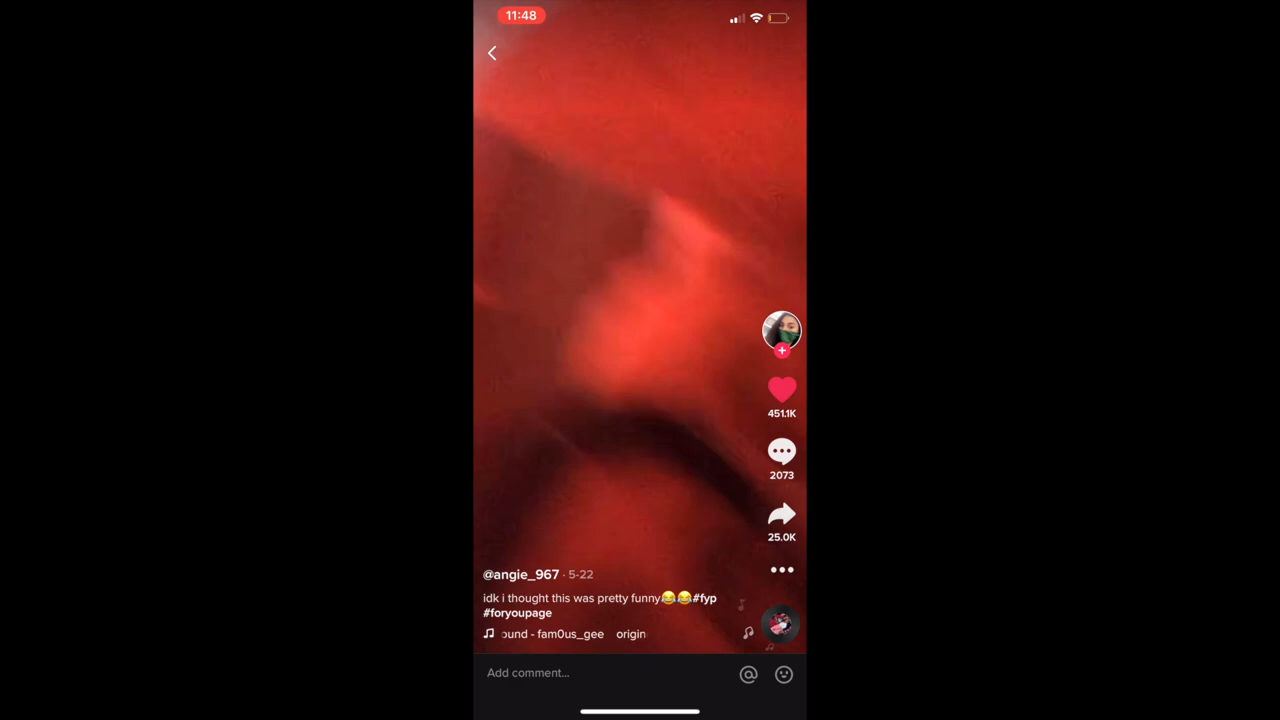 11:48
451.1K
2073
25.0K
@angie_967 · 5-22
idk i thought this was pretty funny😂😂#fyp
#foryoupage
ound - fam0us_gee origin
Add comment...